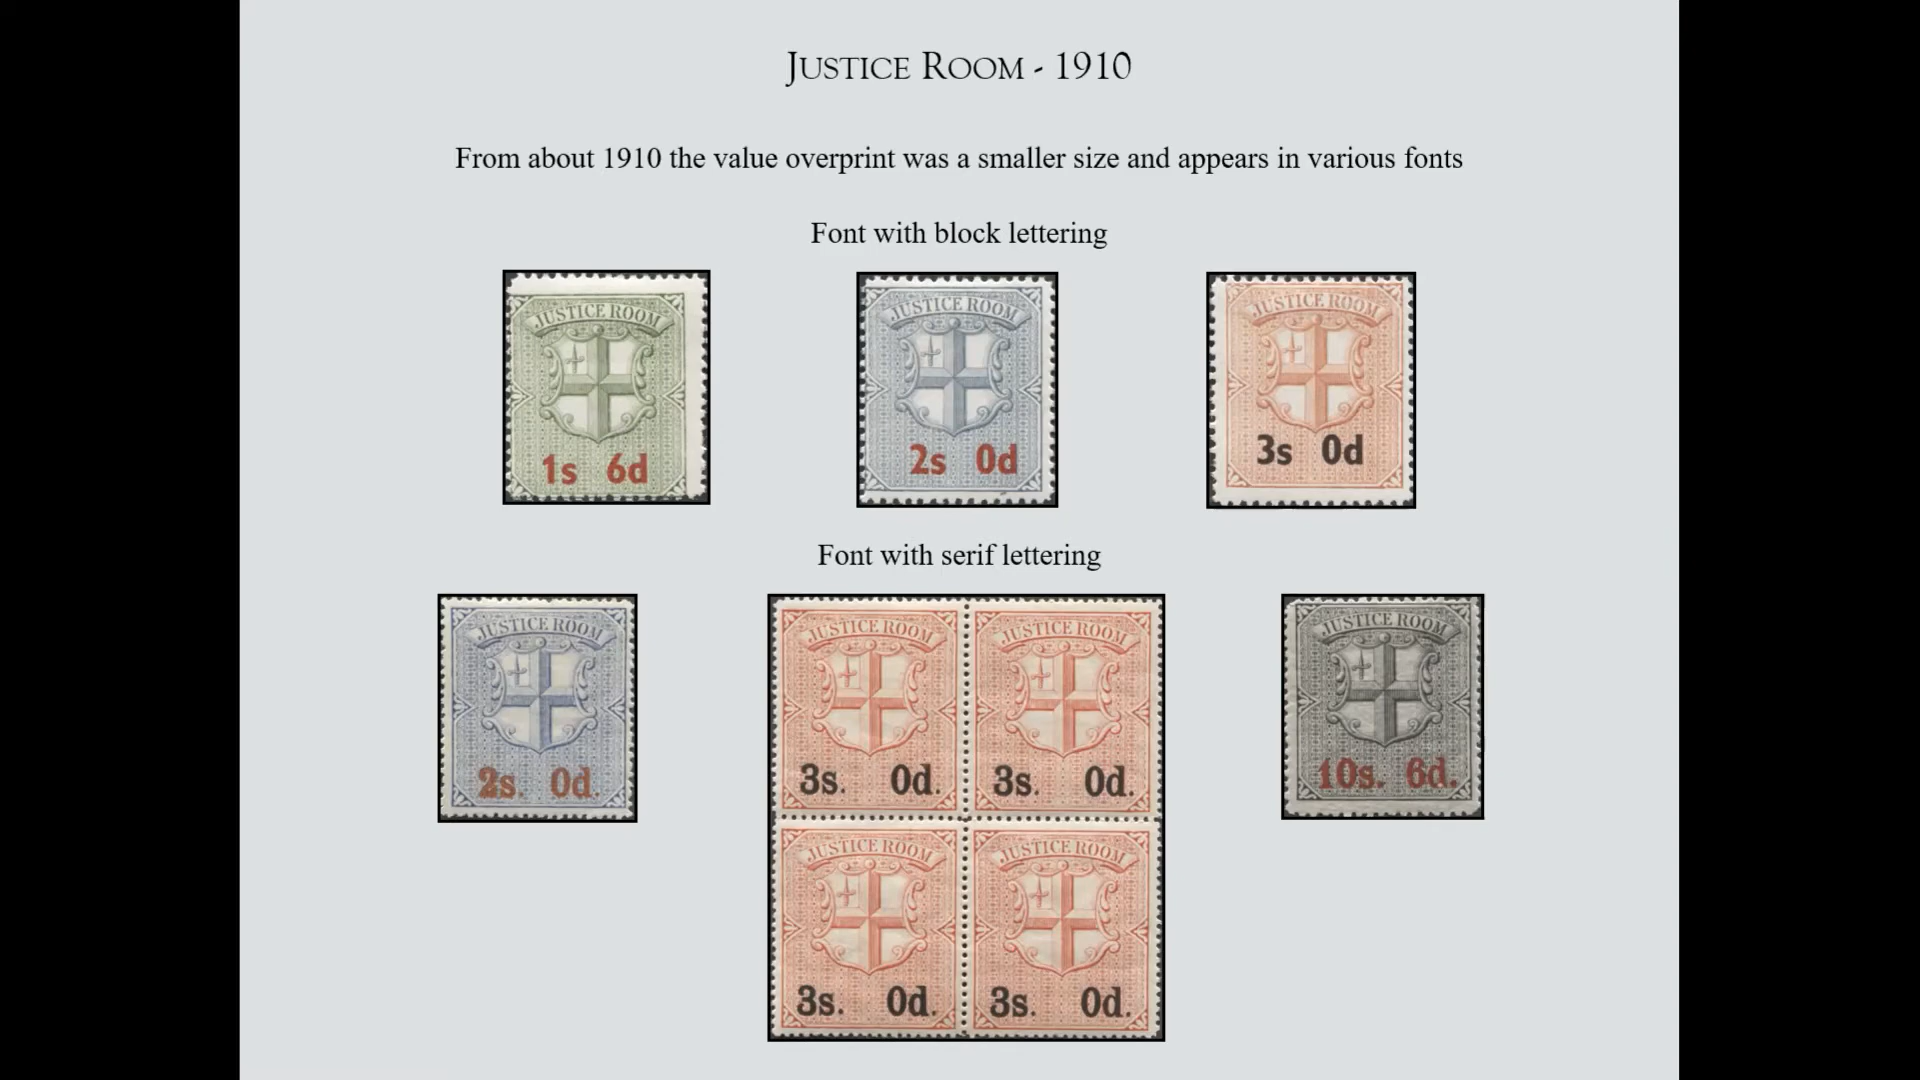 JUSTICE ROOM - 1910
From about 1910 the value overprint was a smaller size and appears in various fonts
Font with block lettering
JUSTICE ROOM
1s 6d
JUSTICE ROOM
2s 0d
JUSTICE ROOM
3s 0d
Font with serif lettering
JUSTICE ROOM
2s. 0d.
JUSTICE ROOM
3s. 0d.
JUSTICE ROOM
3s. 0d.
JUSTICE ROOM
3s. 0d.
JUSTICE ROOM
3s. 0d.
JUSTICE ROOM
10s. 6d.